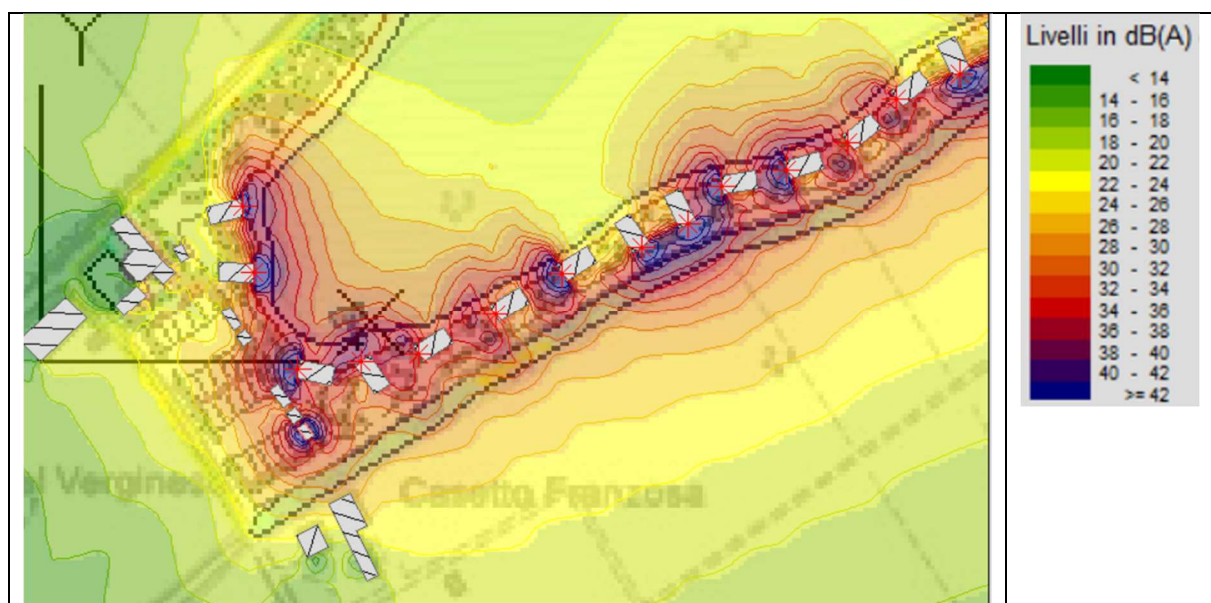 Livelli in dB(A)
< 14
14 - 16
16 - 18
18 - 20
20 - 22
22 - 24
24 - 26
26 - 28
28 - 30
30 - 32
32 - 34
34 - 36
36 - 38
38 - 40
40 - 42
>= 42
Casetto Franzosa